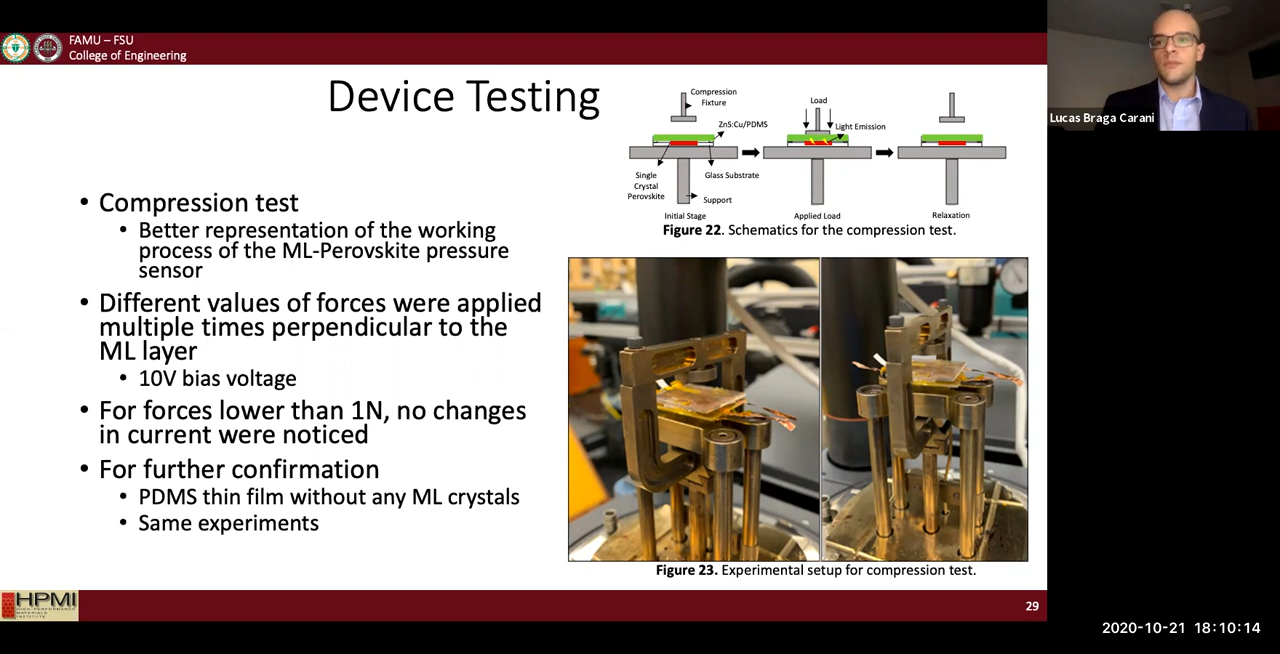 FAMU – FSU
College of Engineering
Device Testing
• Compression test
• Better representation of the working
process of the ML-Perovskite pressure
sensor
• Different values of forces were applied
multiple times perpendicular to the
ML layer
• 10V bias voltage
• For forces lower than 1N, no changes
in current were noticed
• For further confirmation
• PDMS thin film without any ML crystals
• Same experiments
Compression
Fixture
ZnS:Cu/PDMS
Single
Crystal
Perovskite
Glass Substrate
Support
Initial Stage
Load
Light Emission
Applied Load
Relaxation
Figure 22. Schematics for the compression test.
Figure 23. Experimental setup for compression test.
HPMI
HIGH-PERFORMANCE
MATERIALS
INSTITUTE
29
Lucas Braga Carani
2020-10-21 18:10:14